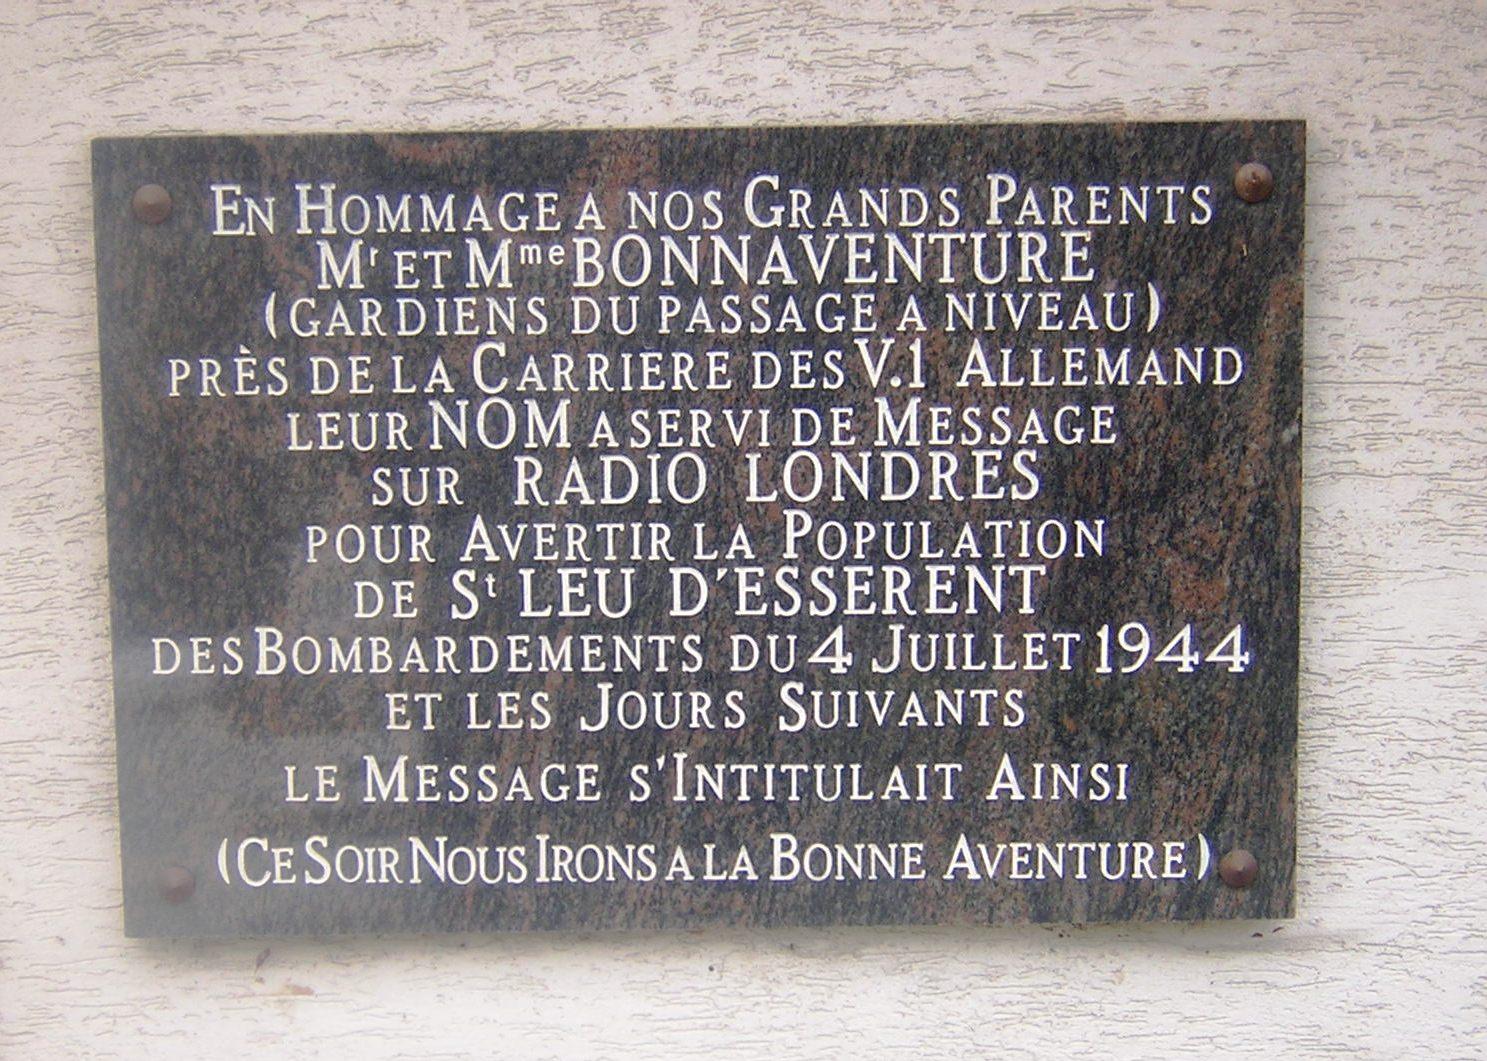 EN HOMMAGE A NOS GRANDS PARENTS
Mr ET Mme BONNAVENTURE
(GARDIENS DU PASSAGE A NIVEAU)
PRÈS DE LA CARRIERE DES V.1 ALLEMAND
LEUR NOM A SERVI DE MESSAGE
SUR RADIO LONDRES
POUR AVERTIR LA POPULATION
DE St LEU D'ESSERENT
DES BOMBARDEMENTS DU 4 JUILLET 1944
ET LES JOURS SUIVANTS
LE MESSAGE S'INTITULAIT AINSI
(CE SOIR NOUS IRONS A LA BONNE AVENTURE)